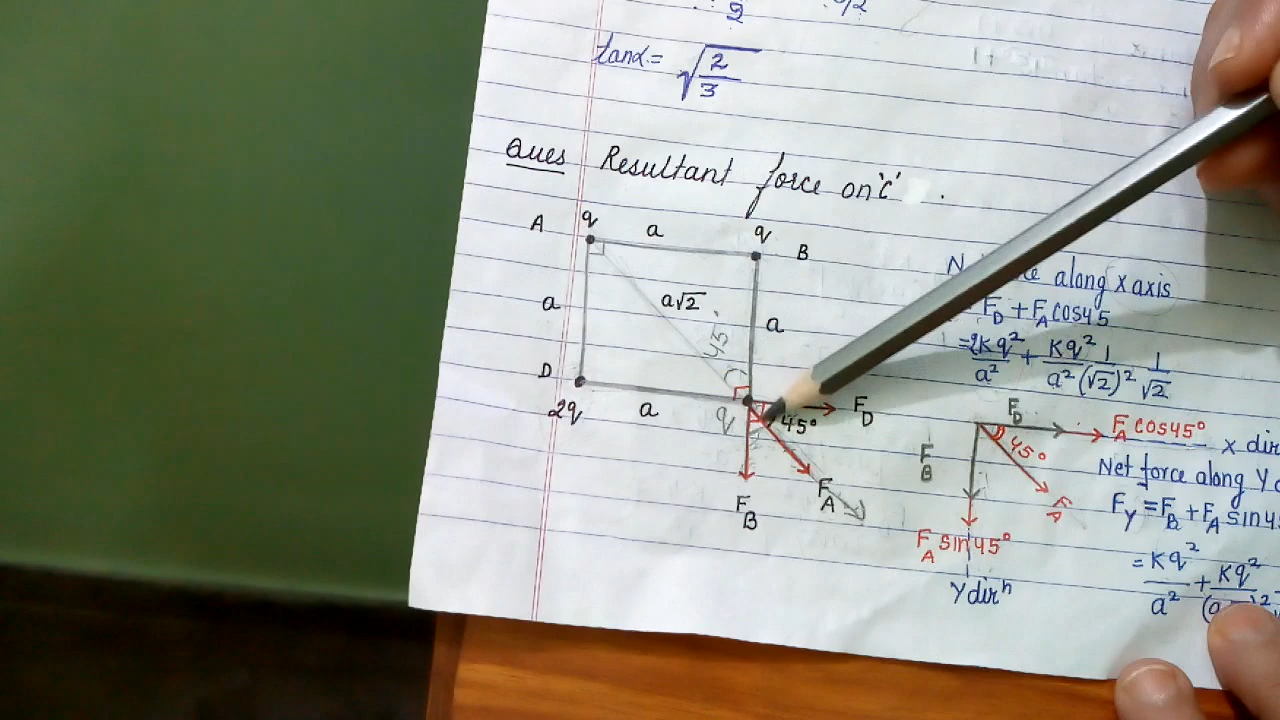 2
tanα = √2/3
Ques Resultant force on 'C' .
A q a q B
a a√2 45° a
D 2q a q 45° F_D
F_B F_A
force along x axis
F_D + F_A cos45
= 2Kq²/a² + Kq²/a²(√2)² 1/√2
F_D F_A cos45° x dir
F_B 45° F_A
F_A sin45°
Y dirⁿ
Net force along Y
F_y = F_B + F_A sin4
= Kq²/a² + Kq²